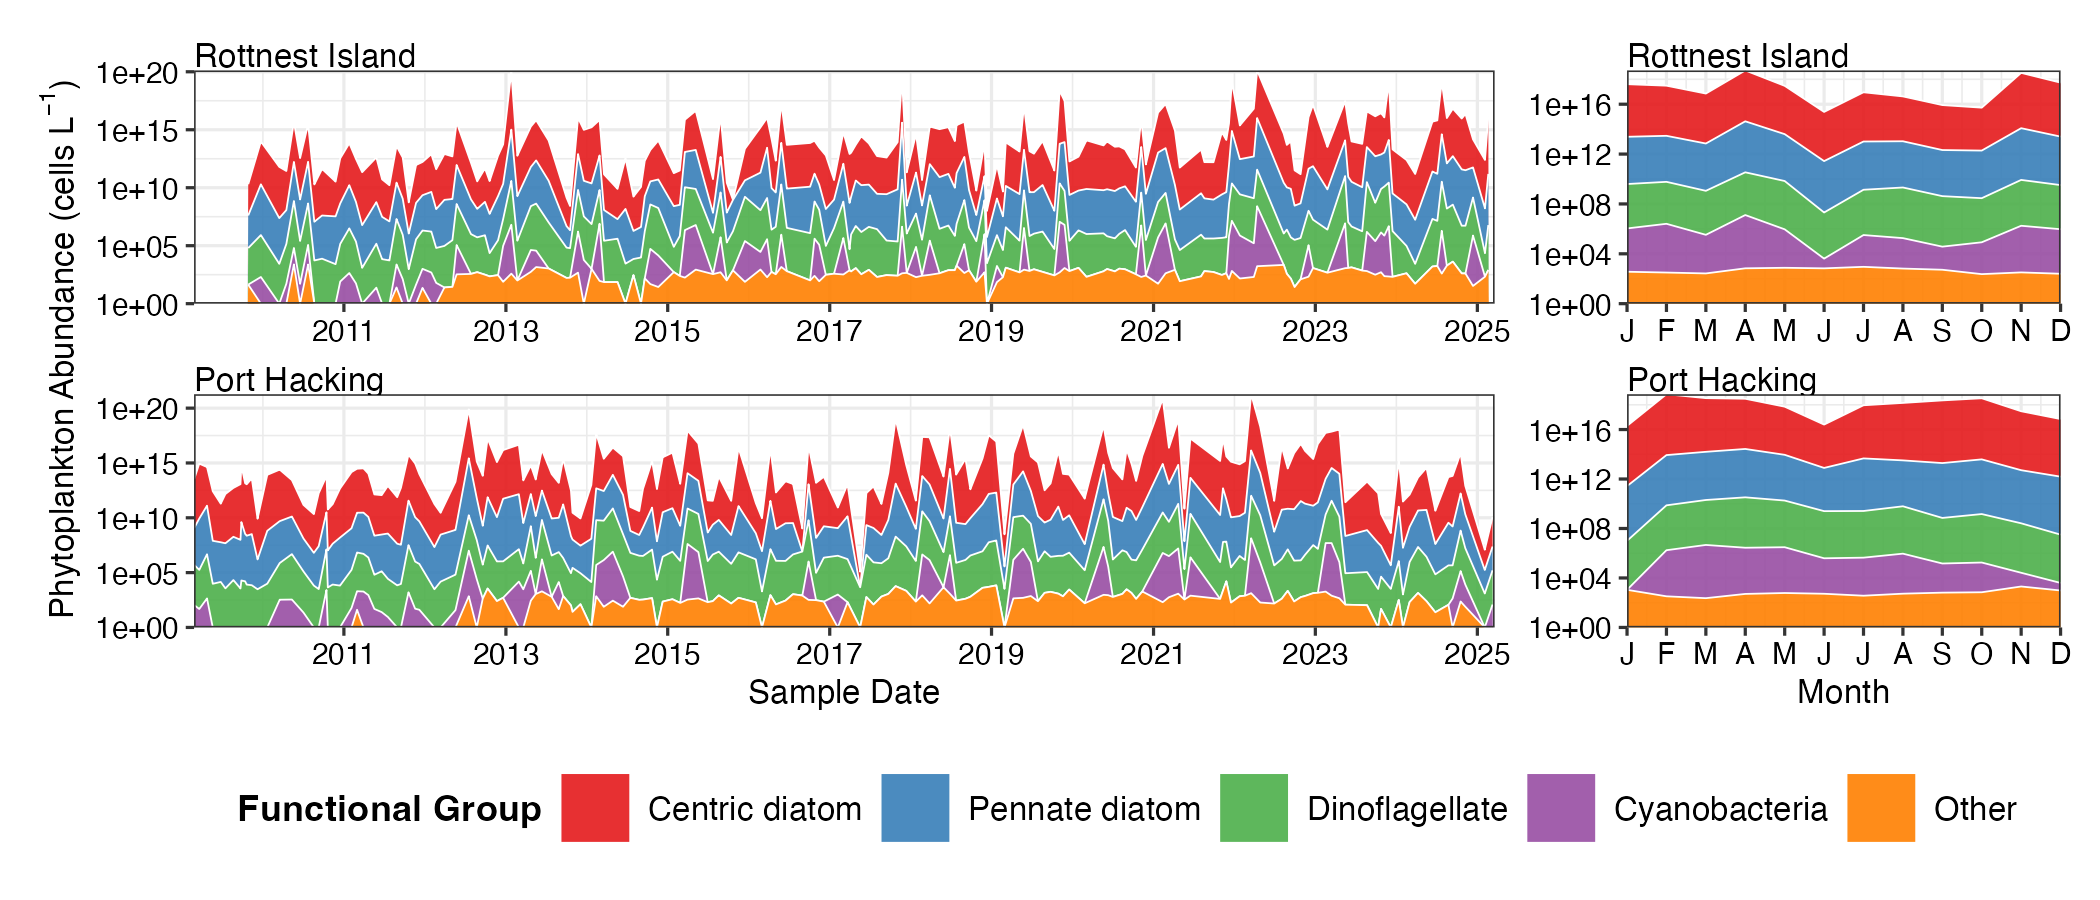 Rottnest Island
Rottnest Island
1e+20
1e+15
1e+10
1e+05
1e+00
1e+16
1e+12
1e+08
1e+04
1e+00
2011 2013 2015 2017 2019 2021 2023 2025
J F M A M J J A S O N D
Phytoplankton Abundance (cells L⁻¹)
Port Hacking
Port Hacking
1e+20
1e+15
1e+10
1e+05
1e+00
1e+16
1e+12
1e+08
1e+04
1e+00
2011 2013 2015 2017 2019 2021 2023 2025
J F M A M J J A S O N D
Sample Date
Month
Functional Group Centric diatom Pennate diatom Dinoflagellate Cyanobacteria Other